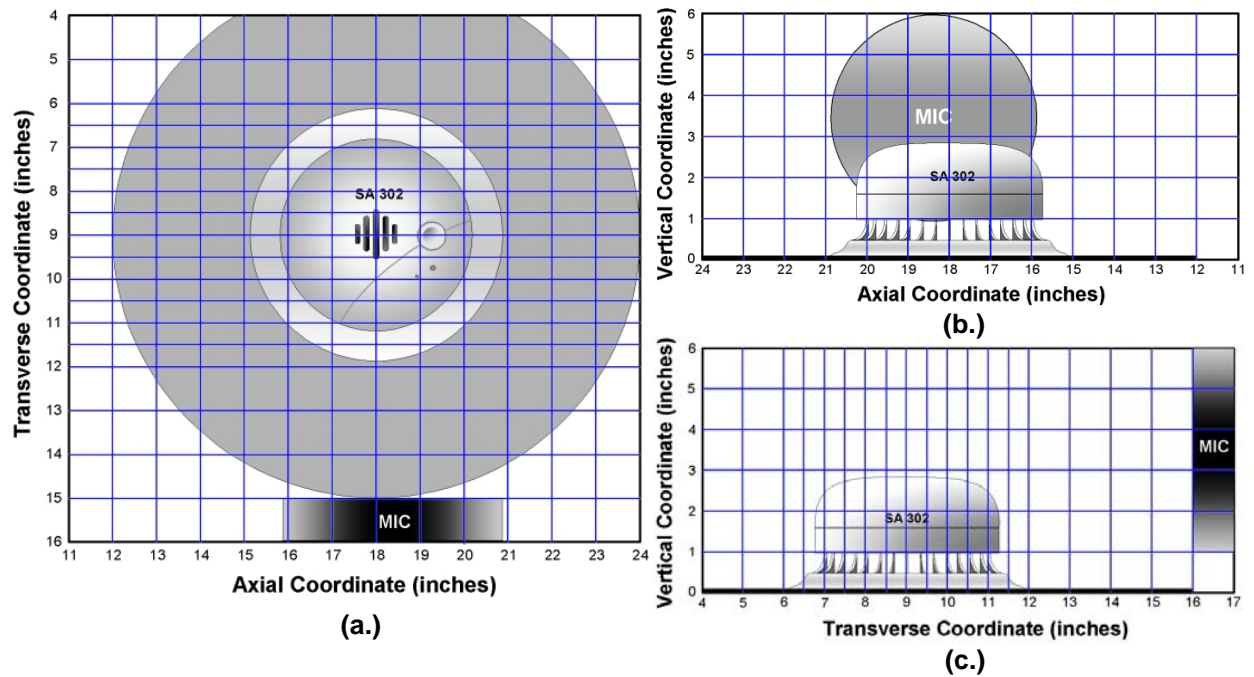 4
5
6
7
8
9
10
11
12
13
14
15
16
Transverse Coordinate (inches)
SA 302
MIC
11 12 13 14 15 16 17 18 19 20 21 22 23 24
Axial Coordinate (inches)
(a.)
6
5
4
3
2
1
0
Vertical Coordinate (inches)
MIC
SA 302
24 23 22 21 20 19 18 17 16 15 14 13 12 11
Axial Coordinate (inches)
(b.)
6
5
4
3
2
1
0
Vertical Coordinate (inches)
MIC
SA 302
4 5 6 7 8 9 10 11 12 13 14 15 16 17
Transverse Coordinate (inches)
(c.)